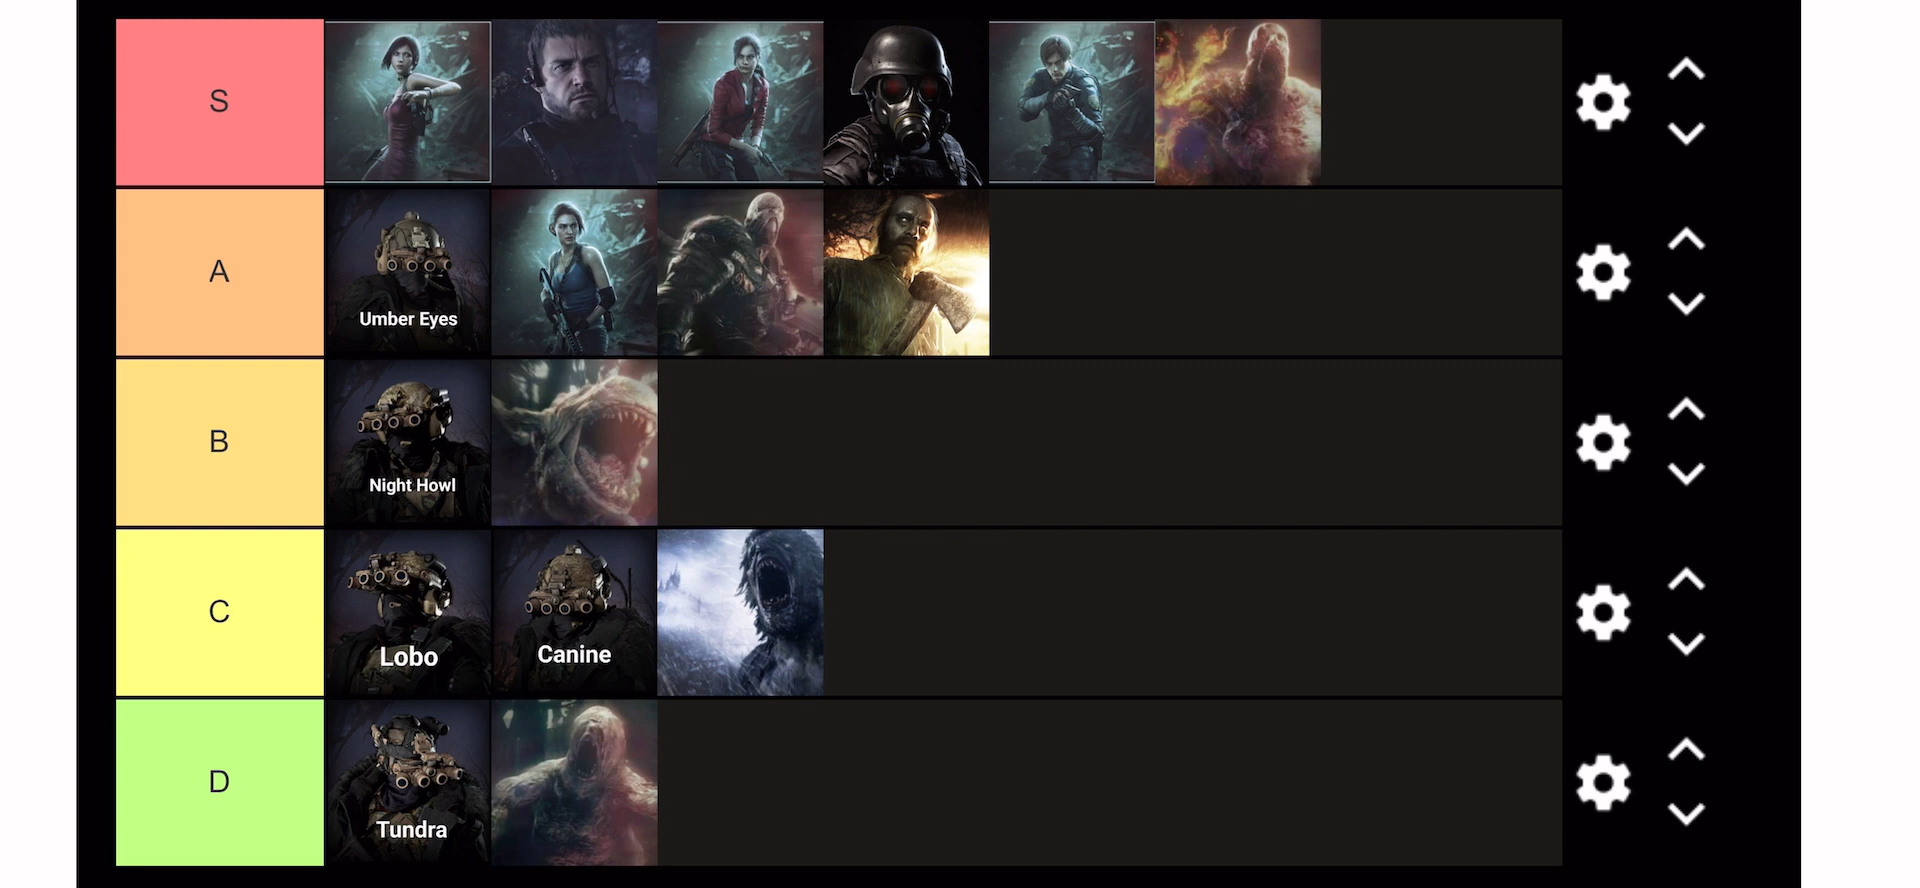 S
A
Umber Eyes
B
Night Howl
C
Lobo
Canine
D
Tundra